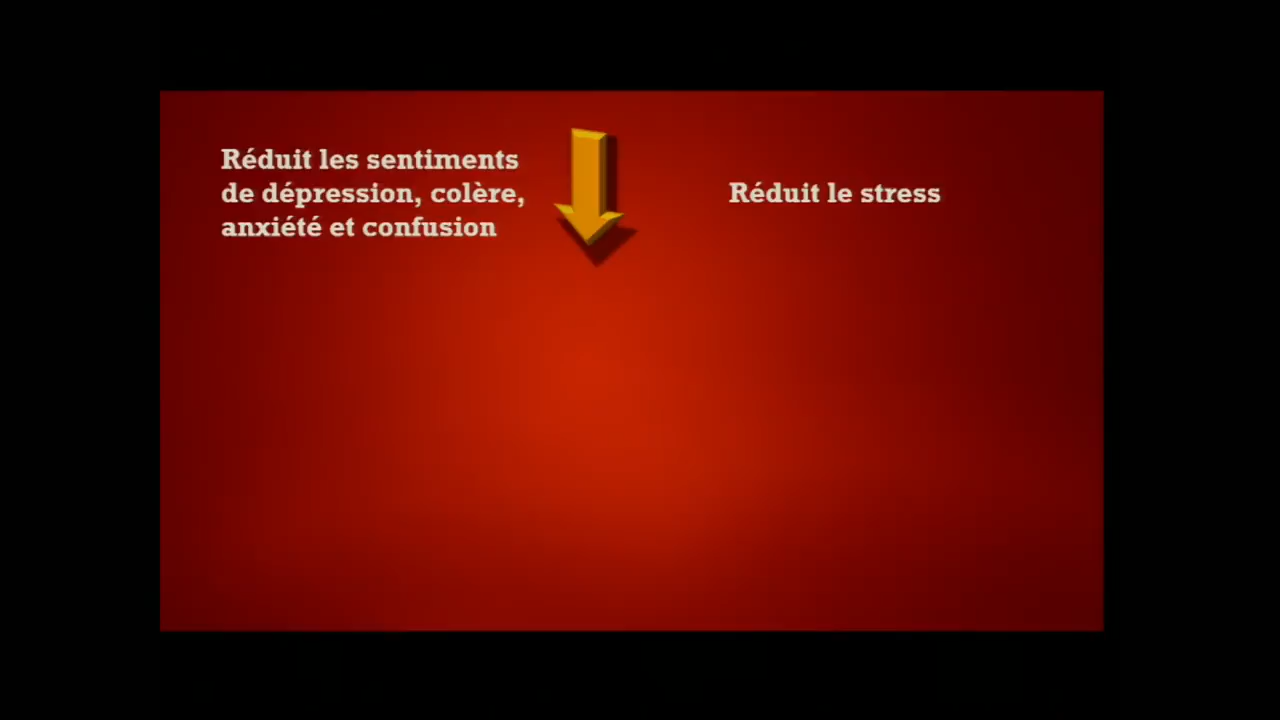 Réduit les sentiments
de dépression, colère,
anxiété et confusion
Réduit le stress